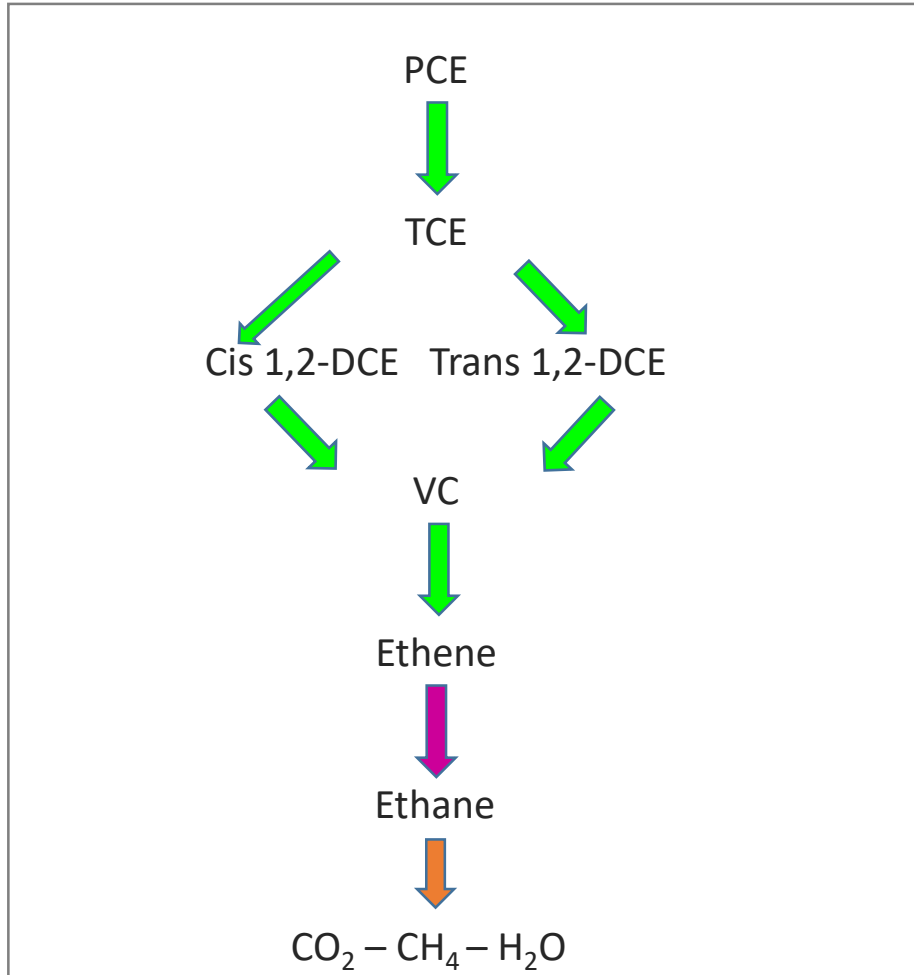 PCE
TCE
Cis 1,2-DCE Trans 1,2-DCE
VC
Ethene
Ethane
CO₂ – CH₄ – H₂O